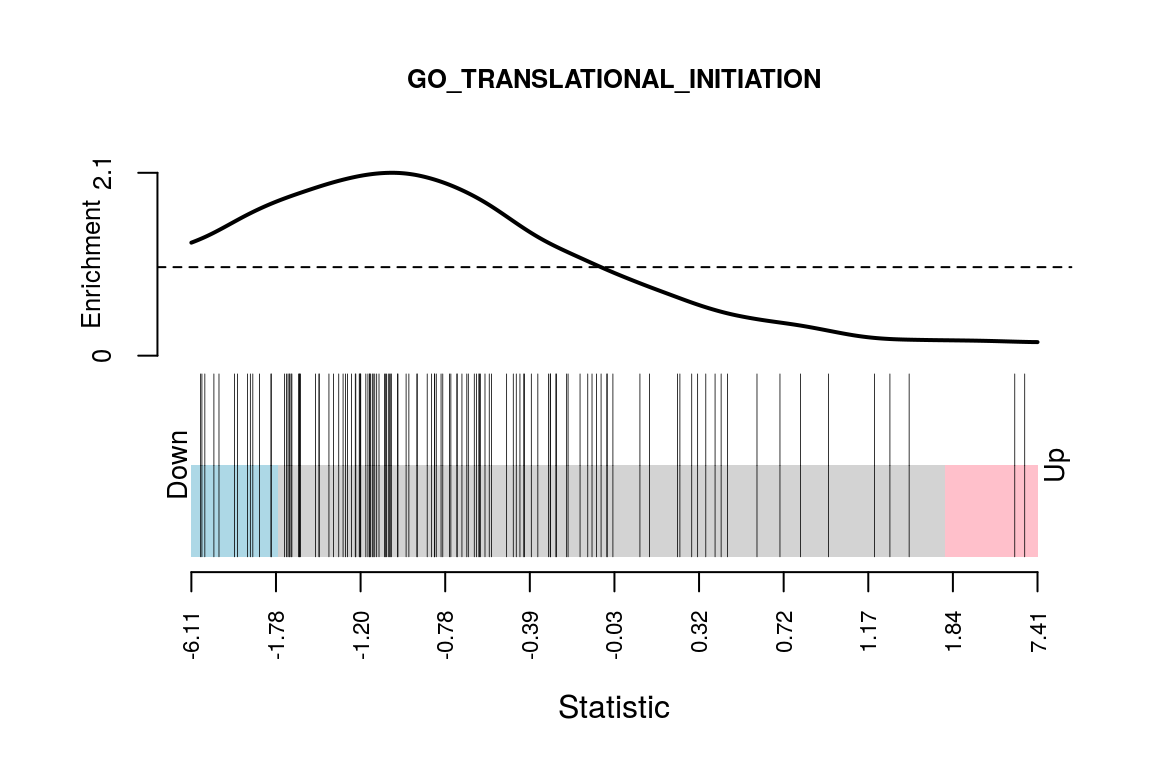 GO_TRANSLATIONAL_INITIATION
2.1
Enrichment
0
Down
Up
-6.11
-1.78
-1.20
-0.78
-0.39
-0.03
0.32
0.72
1.17
1.84
7.41
Statistic